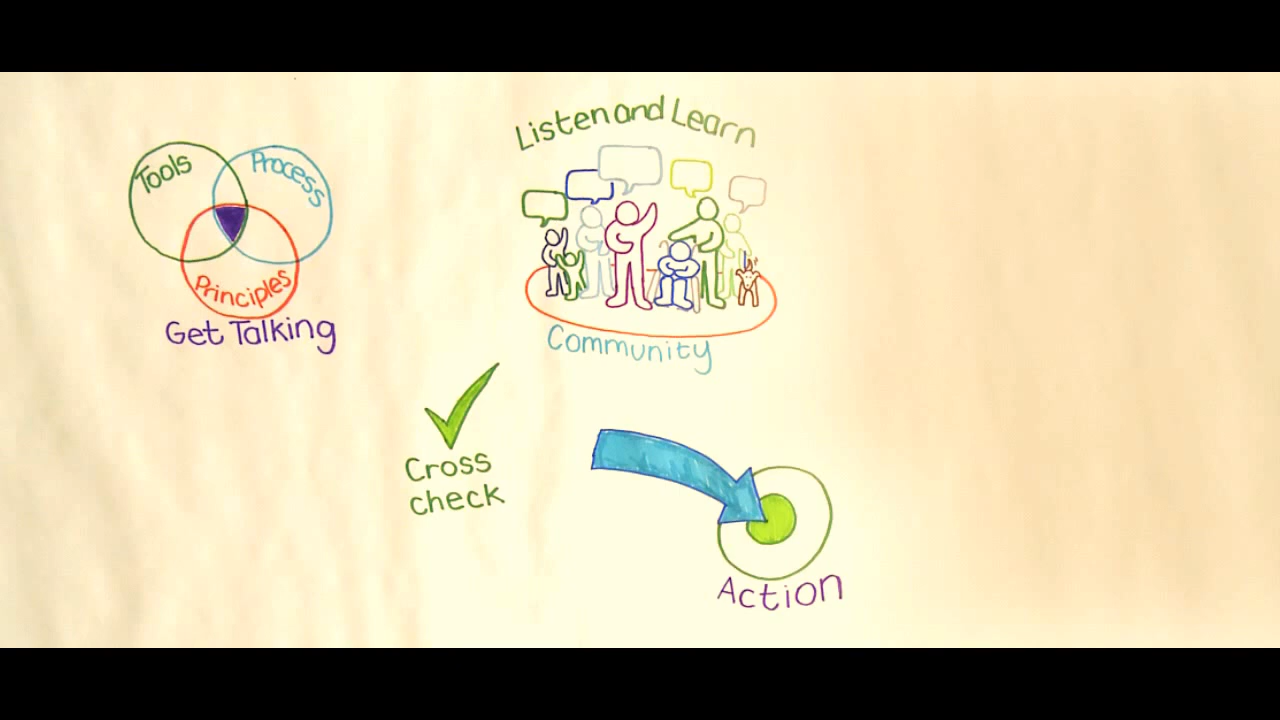 Tools
Process
Principles
Get Talking
Listen and Learn
Community
Cross
check
Action